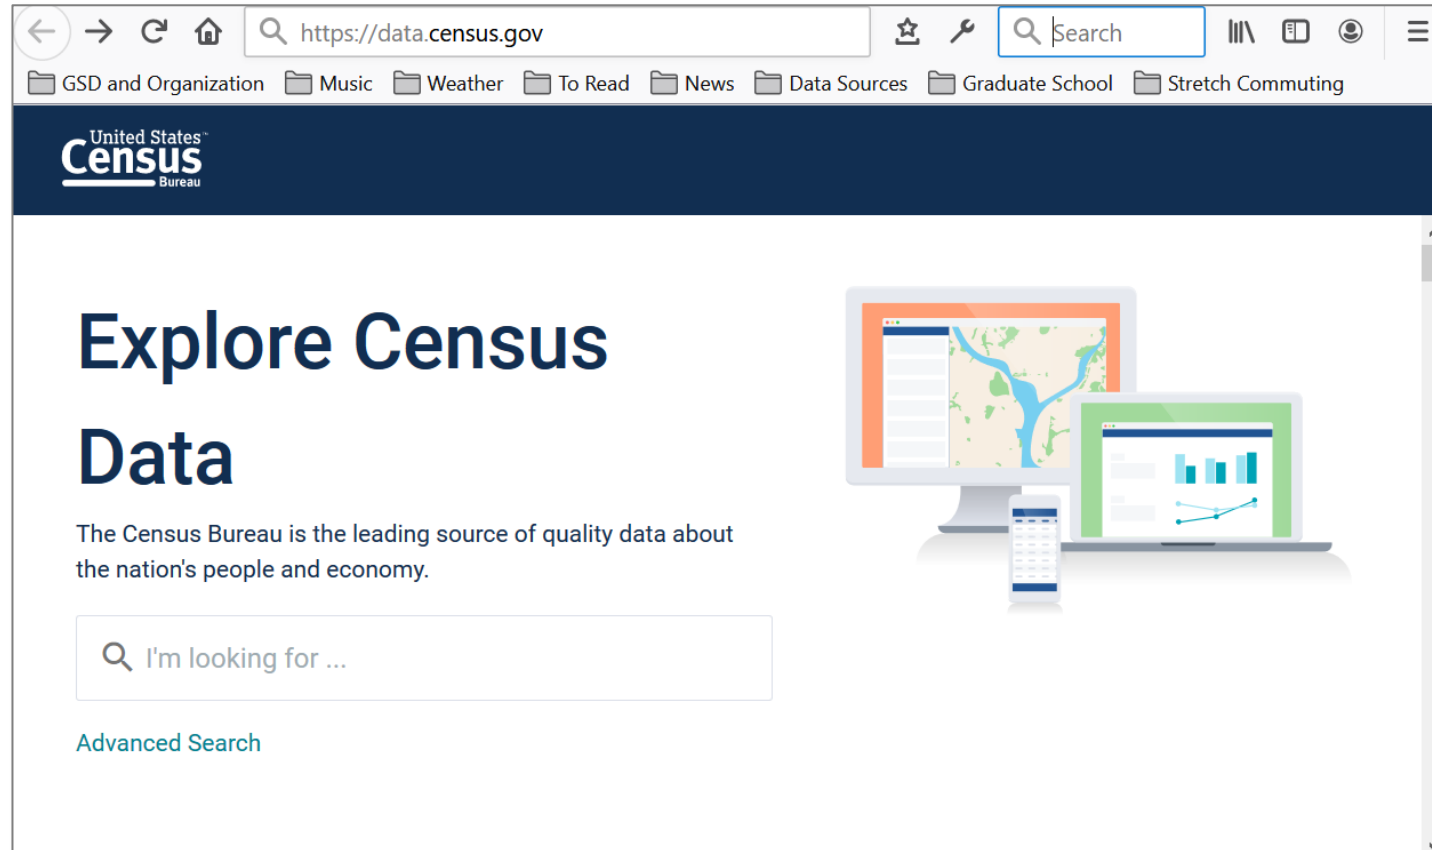 https://data.census.gov
Search
GSD and Organization Music Weather To Read News Data Sources Graduate School Stretch Commuting
United States™
Census
Bureau
Explore Census
Data
The Census Bureau is the leading source of quality data about
the nation's people and economy.
I'm looking for ...
Advanced Search